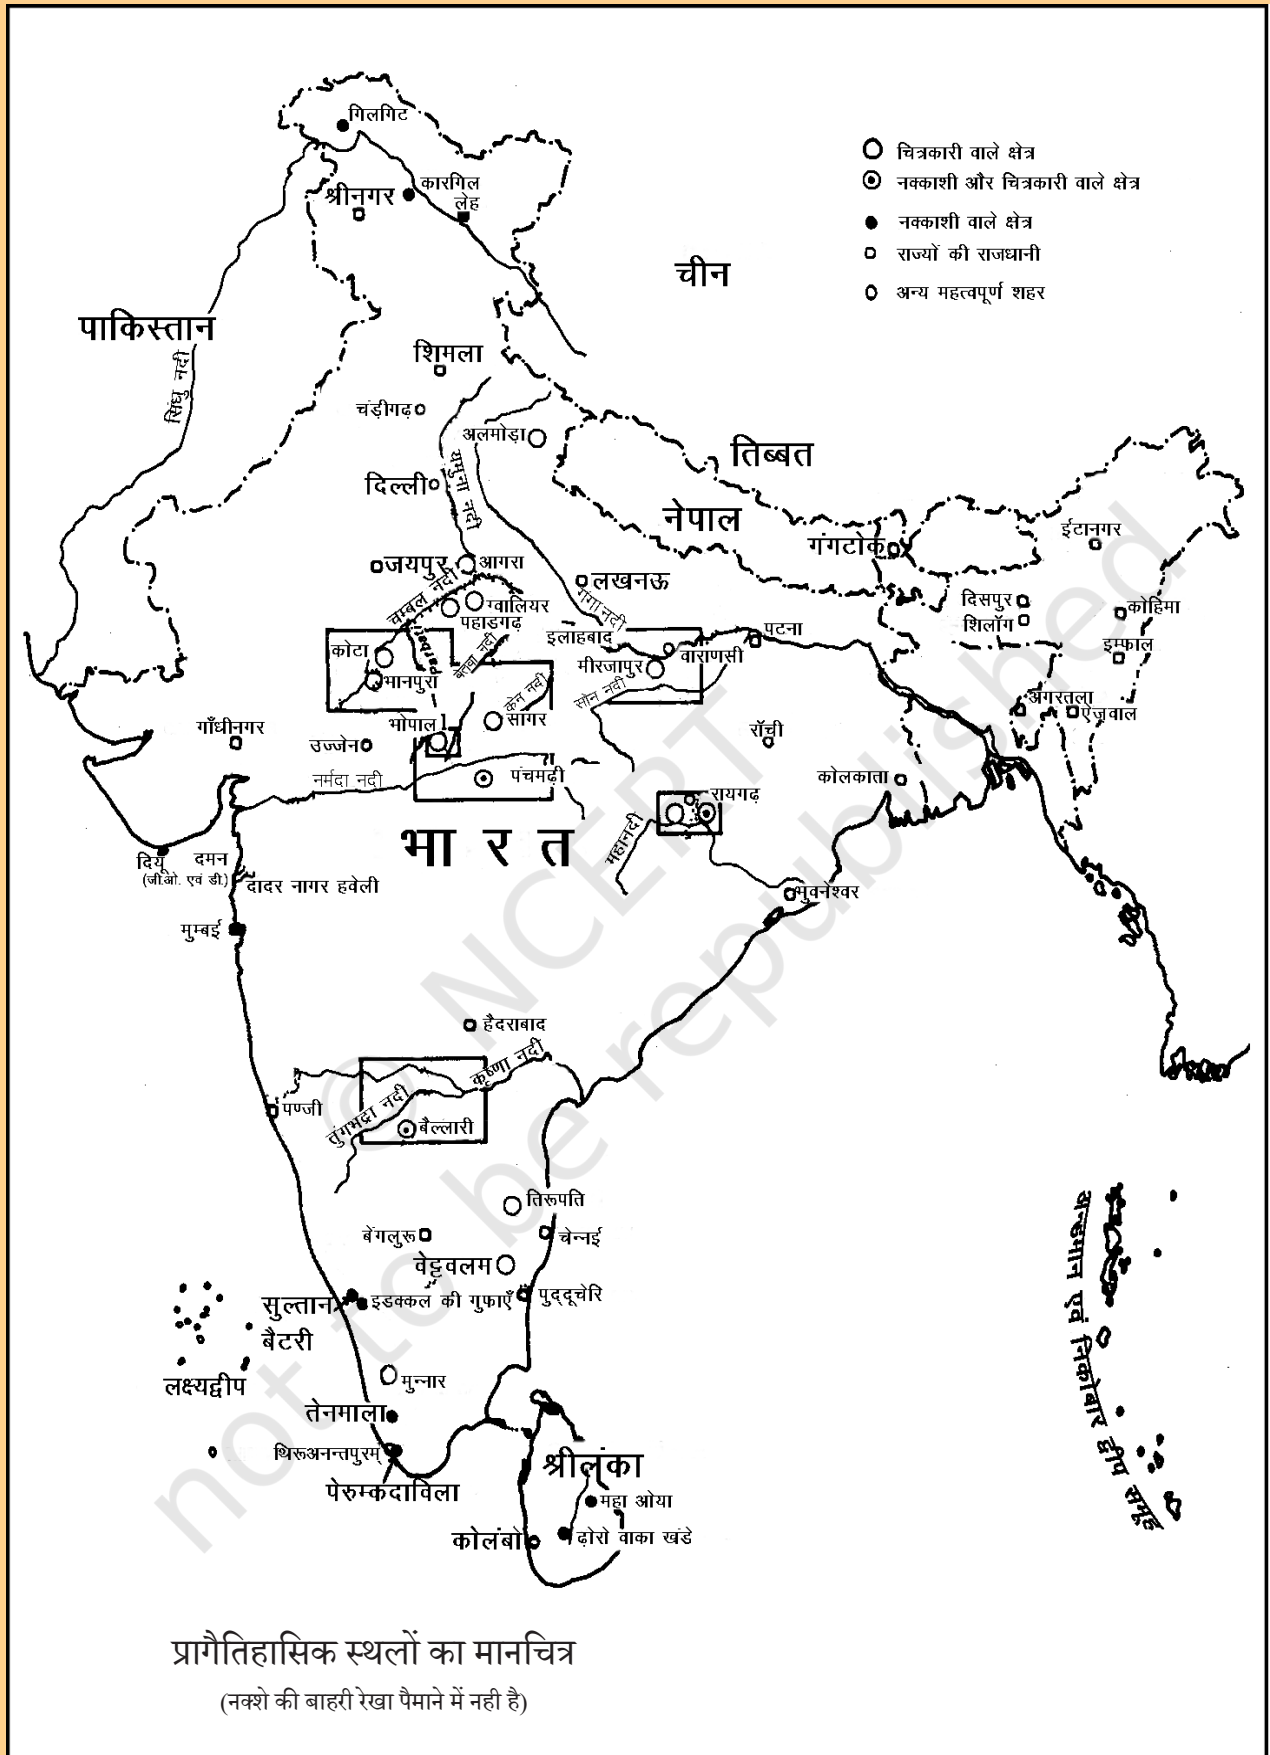 गिलगिट
कारगिल
श्रीनगर
लेह
चित्रकारी वाले क्षेत्र
नक्काशी और चित्रकारी वाले क्षेत्र
नक्काशी वाले क्षेत्र
राज्यों की राजधानी
अन्य महत्वपूर्ण शहर
चीन
पाकिस्तान
सिंधु नदी
शिमला
चंड़ीगढ़
अलमोड़ा
तिब्बत
यमुना नदी
दिल्ली
नेपाल
गंगटोक
ईटानगर
जयपुर
आगरा
लखनऊ
चम्बल नदी
ग्वालियर
पहाडगढ़
गंगा नदी
दिसपुर
शिलॉग
कोहिमा
इम्फाल
इलाहबाद
पटना
कोटा
Parbati
बेतवा नदी
मीरजापुर
वाराणसी
भानपुरा
केन नदी
सोन नदी
अगरतला
ऐज़वाल
गाँधीनगर
उज्जेन
भोपाल
सागर
रॉची
नर्मदा नदी
पंचमढ़ी
कोलकाता
रायगढ़
महानदी
भारत
दियू
दमन
(जी.ओ. एवं डी.)
दादर नागर हवेली
भुवनेश्वर
मुम्बई
हैदराबाद
कृष्णा नदी
पण्जी
तुंगभद्रा नदी
बैल्लारी
तिरूपति
बेंगलुरू
चेन्नई
वेट्टवलम
सुल्तान
बैटरी
इडक्कल की गुफाएँ
पुद्दूचेरि
लक्ष्यद्वीप
मुन्नार
तेनमाला
थिरूअनन्तपुरम्
पेरुम्कदाविला
अन्डमान एवं निकोबार द्वीप समूह
श्रीलंका
महा ओया
कोलंबो
ढ़ोरो वाका खंडे
प्रागैतिहासिक स्थलों का मानचित्र
(नक्शे की बाहरी रेखा पैमाने में नही है)
© NCERT
not to be republished